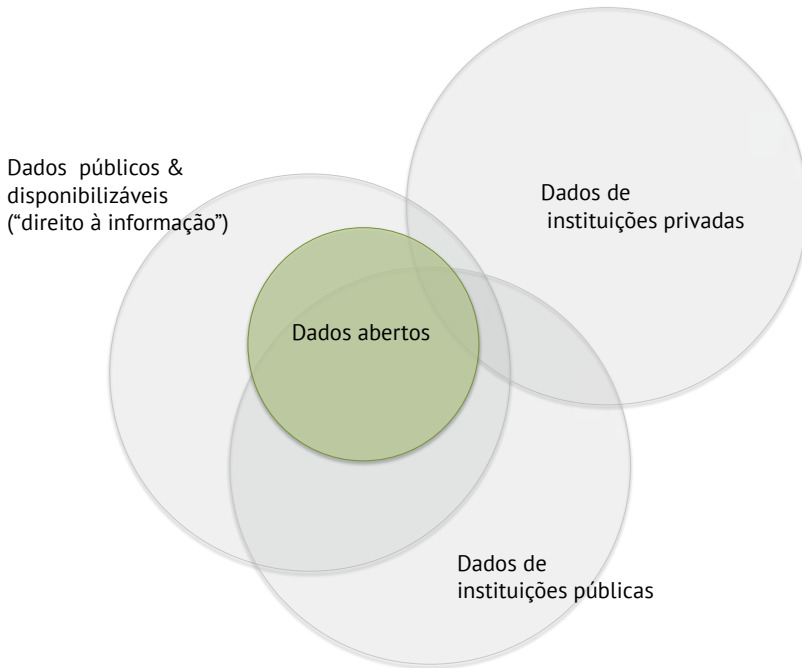 Dados públicos &
disponibilizáveis
(“direito à informação”)
Dados de
instituições privadas
Dados abertos
Dados de
instituições públicas